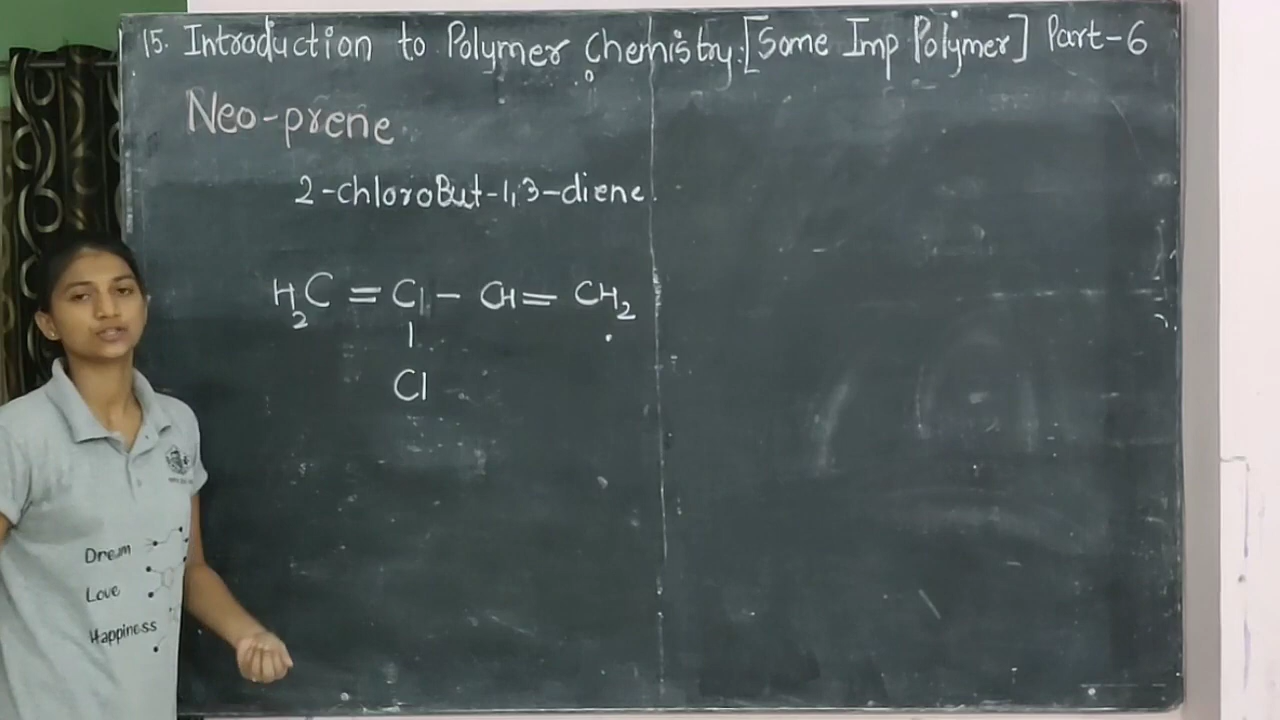 15. Introduction to Polymer Chemistry. [Some Imp Polymer] Part-6
Neo-prene.
2-chloroBut-1,3-diene.
H₂C = C - CH = CH₂
|
Cl
Dream
Love
Happiness